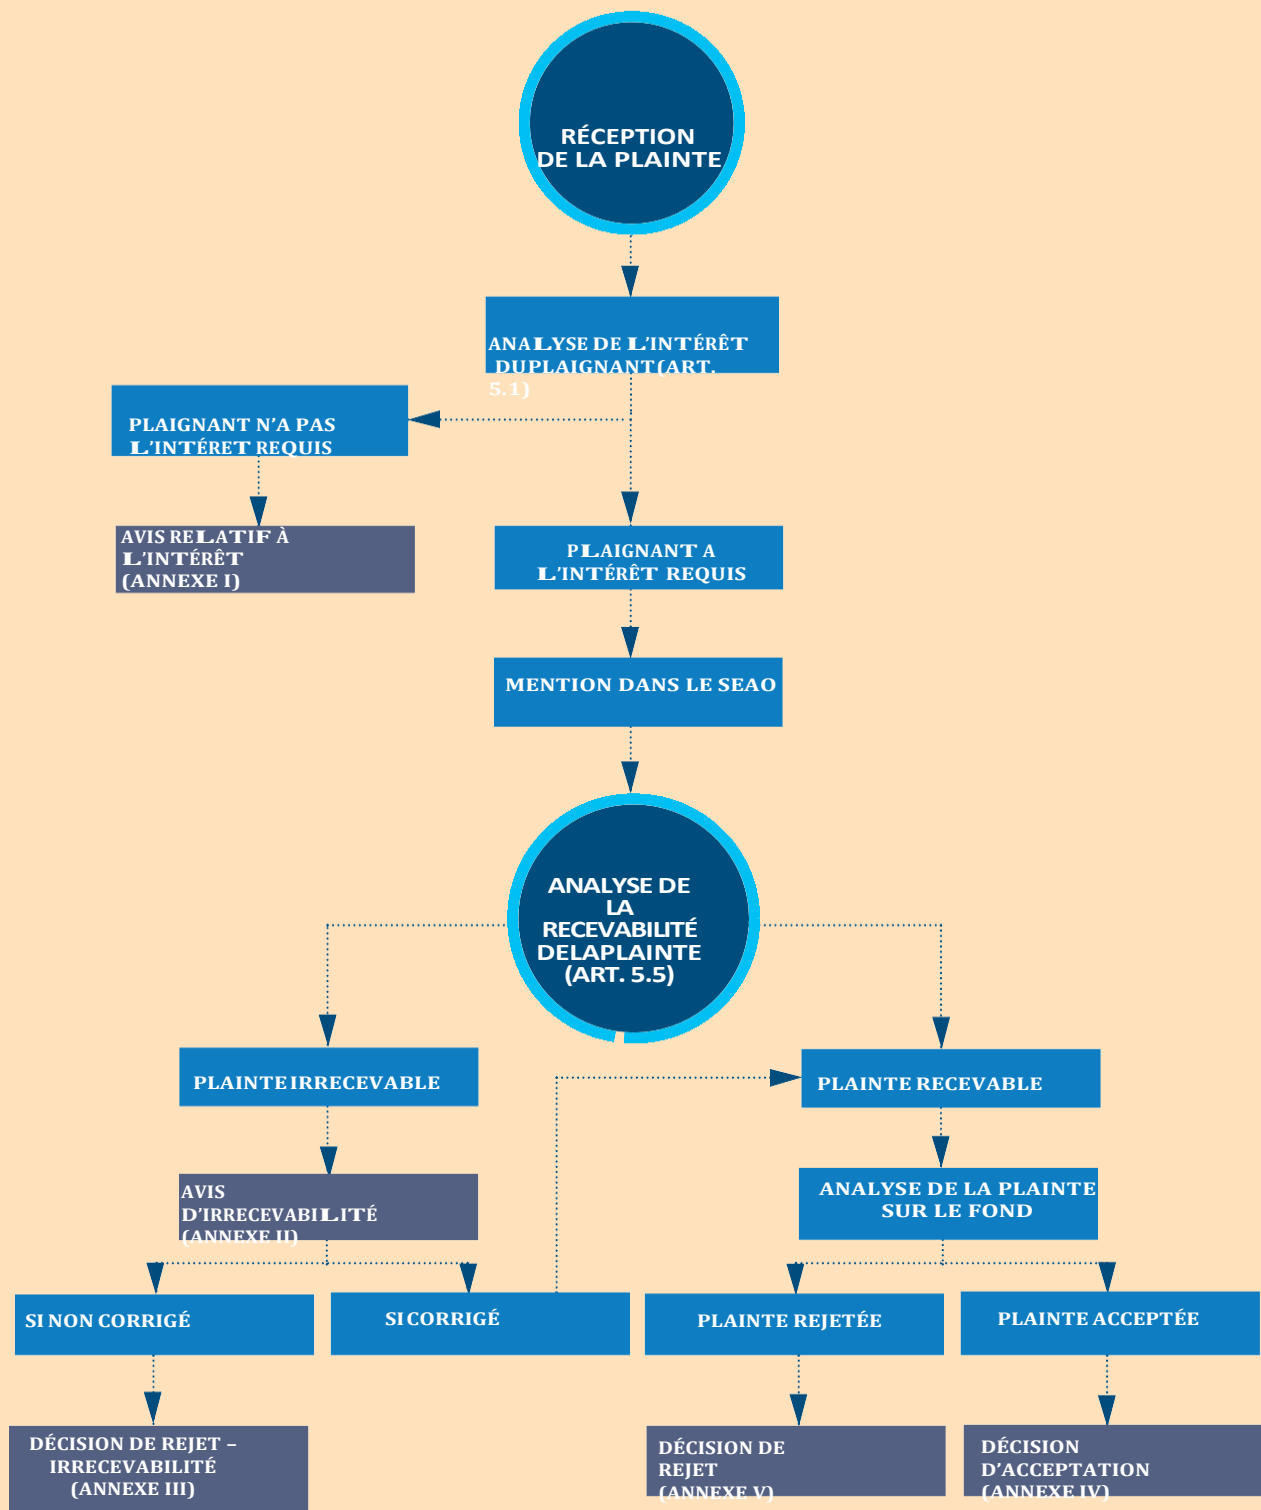 RÉCEPTION
DE LA PLAINTE
ANALYSE DE L'INTÉRÊT
DUPLAIGNANT(ART.
5.1)
PLAIGNANT N'A PAS
L'INTÉRET REQUIS
AVIS RELATIF À
L'INTÉRÊT
(ANNEXE I)
PLAIGNANT A
L'INTÉRÊT REQUIS
MENTION DANS LE SEAO
ANALYSE DE
LA
RECEVABILITÉ
DELAPLAINTE
(ART. 5.5)
PLAINTE IRRECEVABLE
PLAINTE RECEVABLE
AVIS
D'IRRECEVABILITÉ
(ANNEXE II)
ANALYSE DE LA PLAINTE
SUR LE FOND
SI NON CORRIGÉ
SI CORRIGÉ
PLAINTE REJETÉE
PLAINTE ACCEPTÉE
DÉCISION DE REJET –
IRRECEVABILITÉ
(ANNEXE III)
DÉCISION DE
REJET
(ANNEXE V)
DÉCISION
D'ACCEPTATION
(ANNEXE IV)